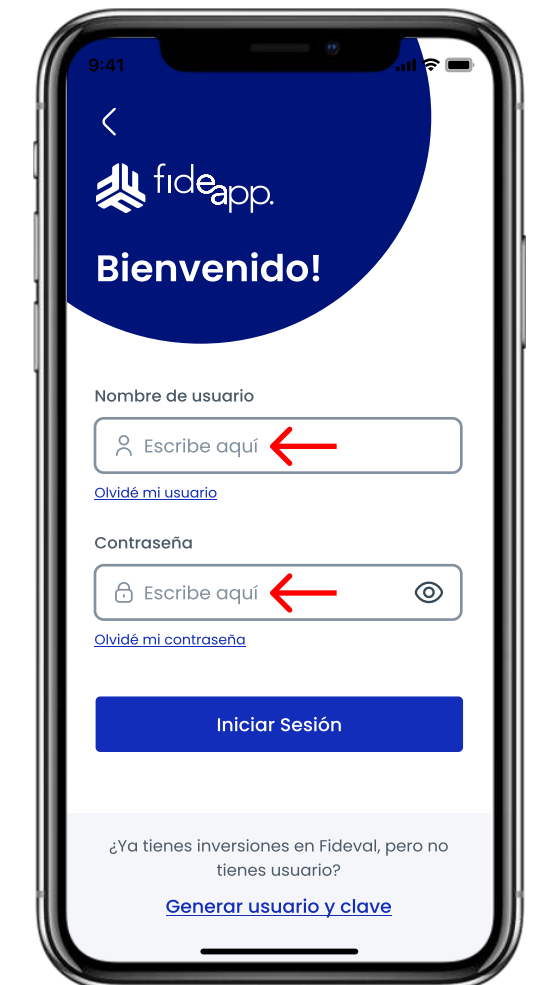 9:41
fideapp.
Bienvenido!
Nombre de usuario
Escribe aquí
Olvidé mi usuario
Contraseña
Escribe aquí
Olvidé mi contraseña
Iniciar Sesión
¿Ya tienes inversiones en Fideval, pero no
tienes usuario?
Generar usuario y clave